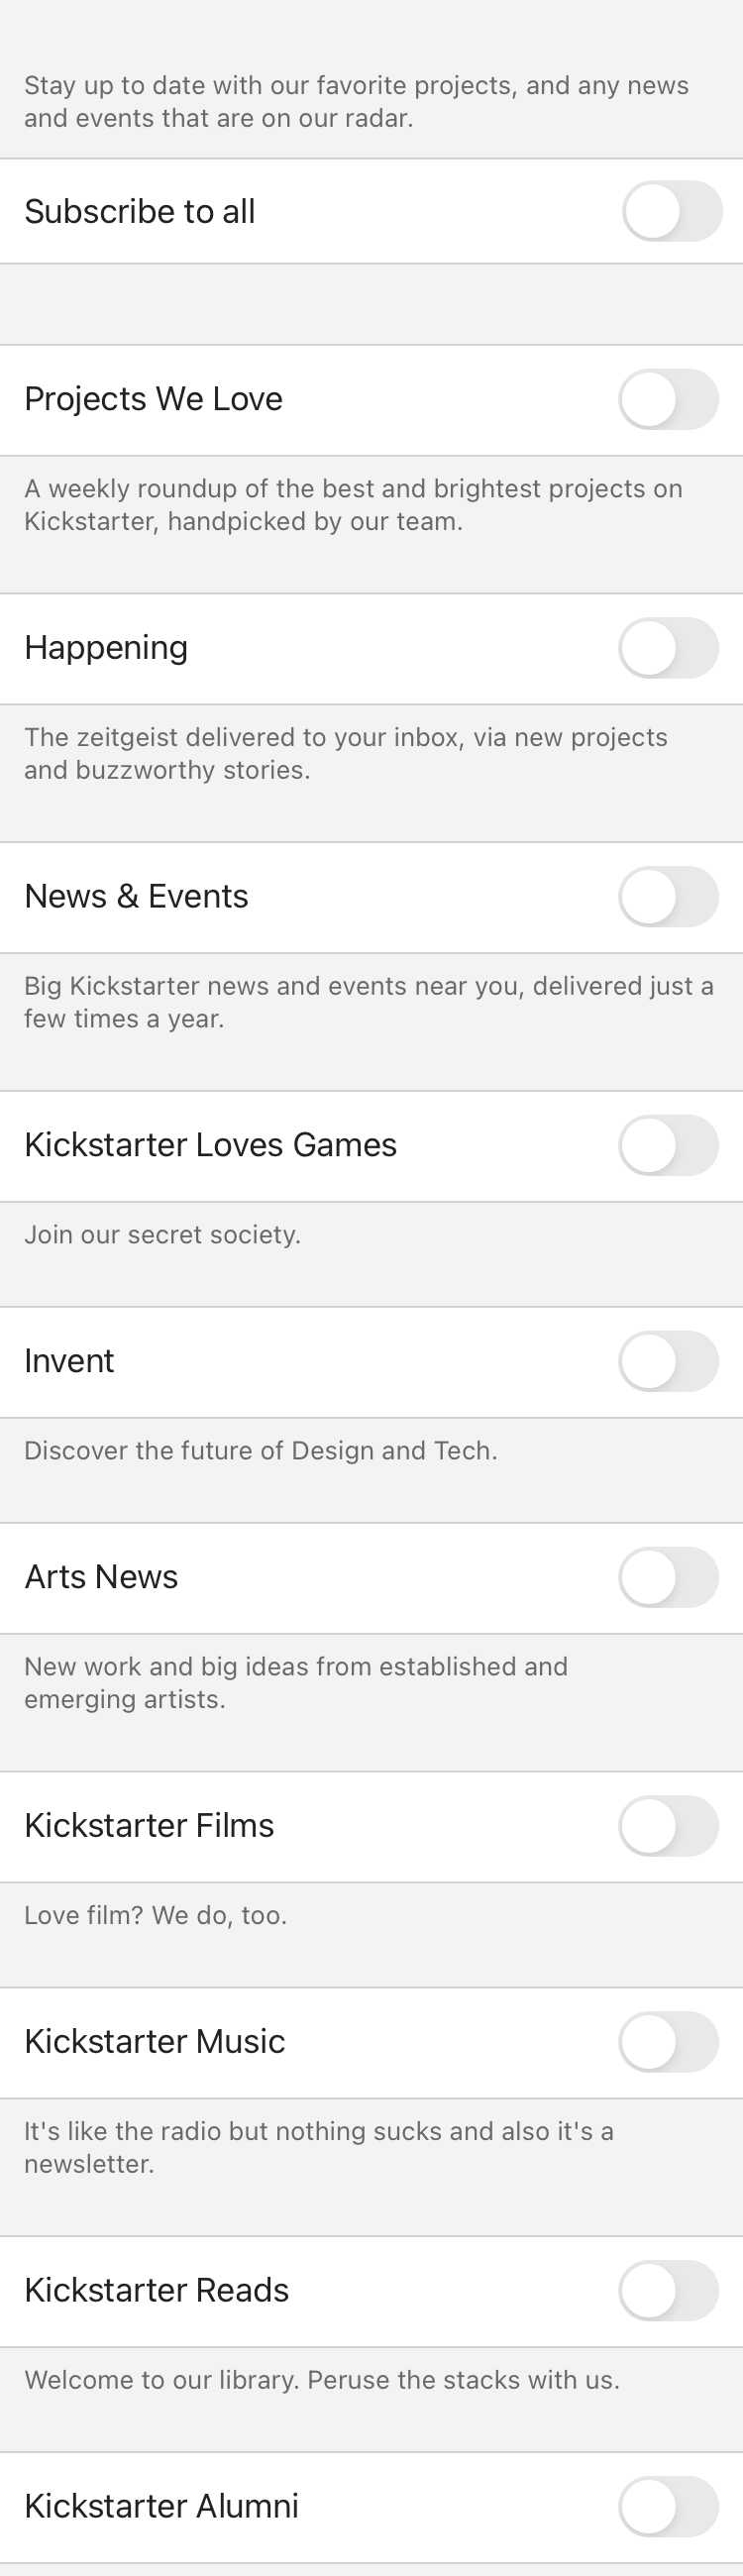 Stay up to date with our favorite projects, and any news
and events that are on our radar.
Subscribe to all
Projects We Love
A weekly roundup of the best and brightest projects on
Kickstarter, handpicked by our team.
Happening
The zeitgeist delivered to your inbox, via new projects
and buzzworthy stories.
News & Events
Big Kickstarter news and events near you, delivered just a
few times a year.
Kickstarter Loves Games
Join our secret society.
Invent
Discover the future of Design and Tech.
Arts News
New work and big ideas from established and
emerging artists.
Kickstarter Films
Love film? We do, too.
Kickstarter Music
It's like the radio but nothing sucks and also it's a
newsletter.
Kickstarter Reads
Welcome to our library. Peruse the stacks with us.
Kickstarter Alumni